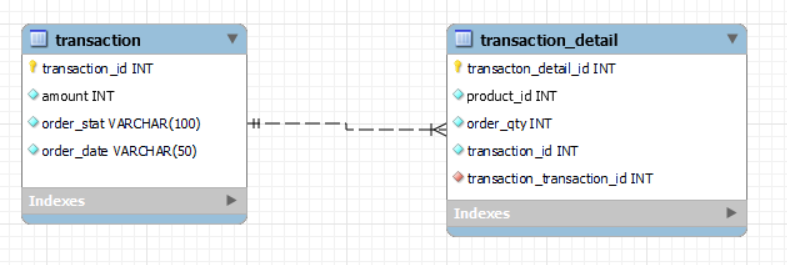 transaction
transaction_id INT
amount INT
order_stat VARCHAR(100)
order_date VARCHAR(50)
Indexes
transaction_detail
transacton_detail_id INT
product_id INT
order_qty INT
transaction_id INT
transaction_transaction_id INT
Indexes